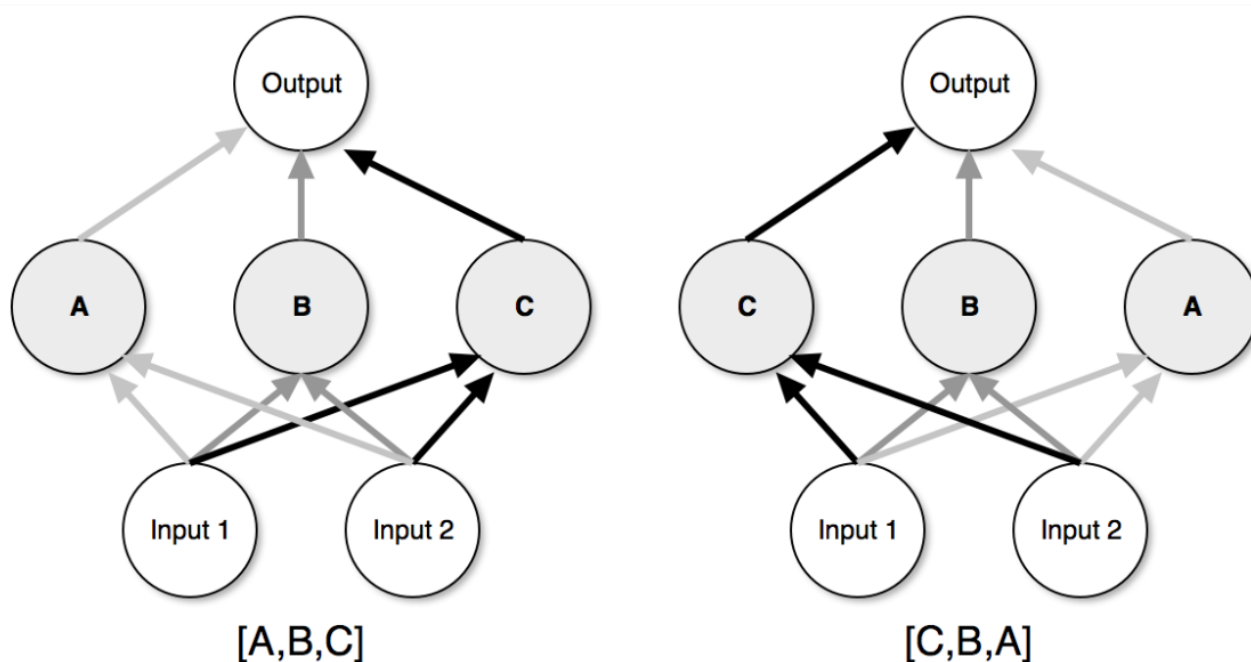 Output
A
B
C
Input 1
Input 2
[A,B,C]
Output
C
B
A
Input 1
Input 2
[C,B,A]